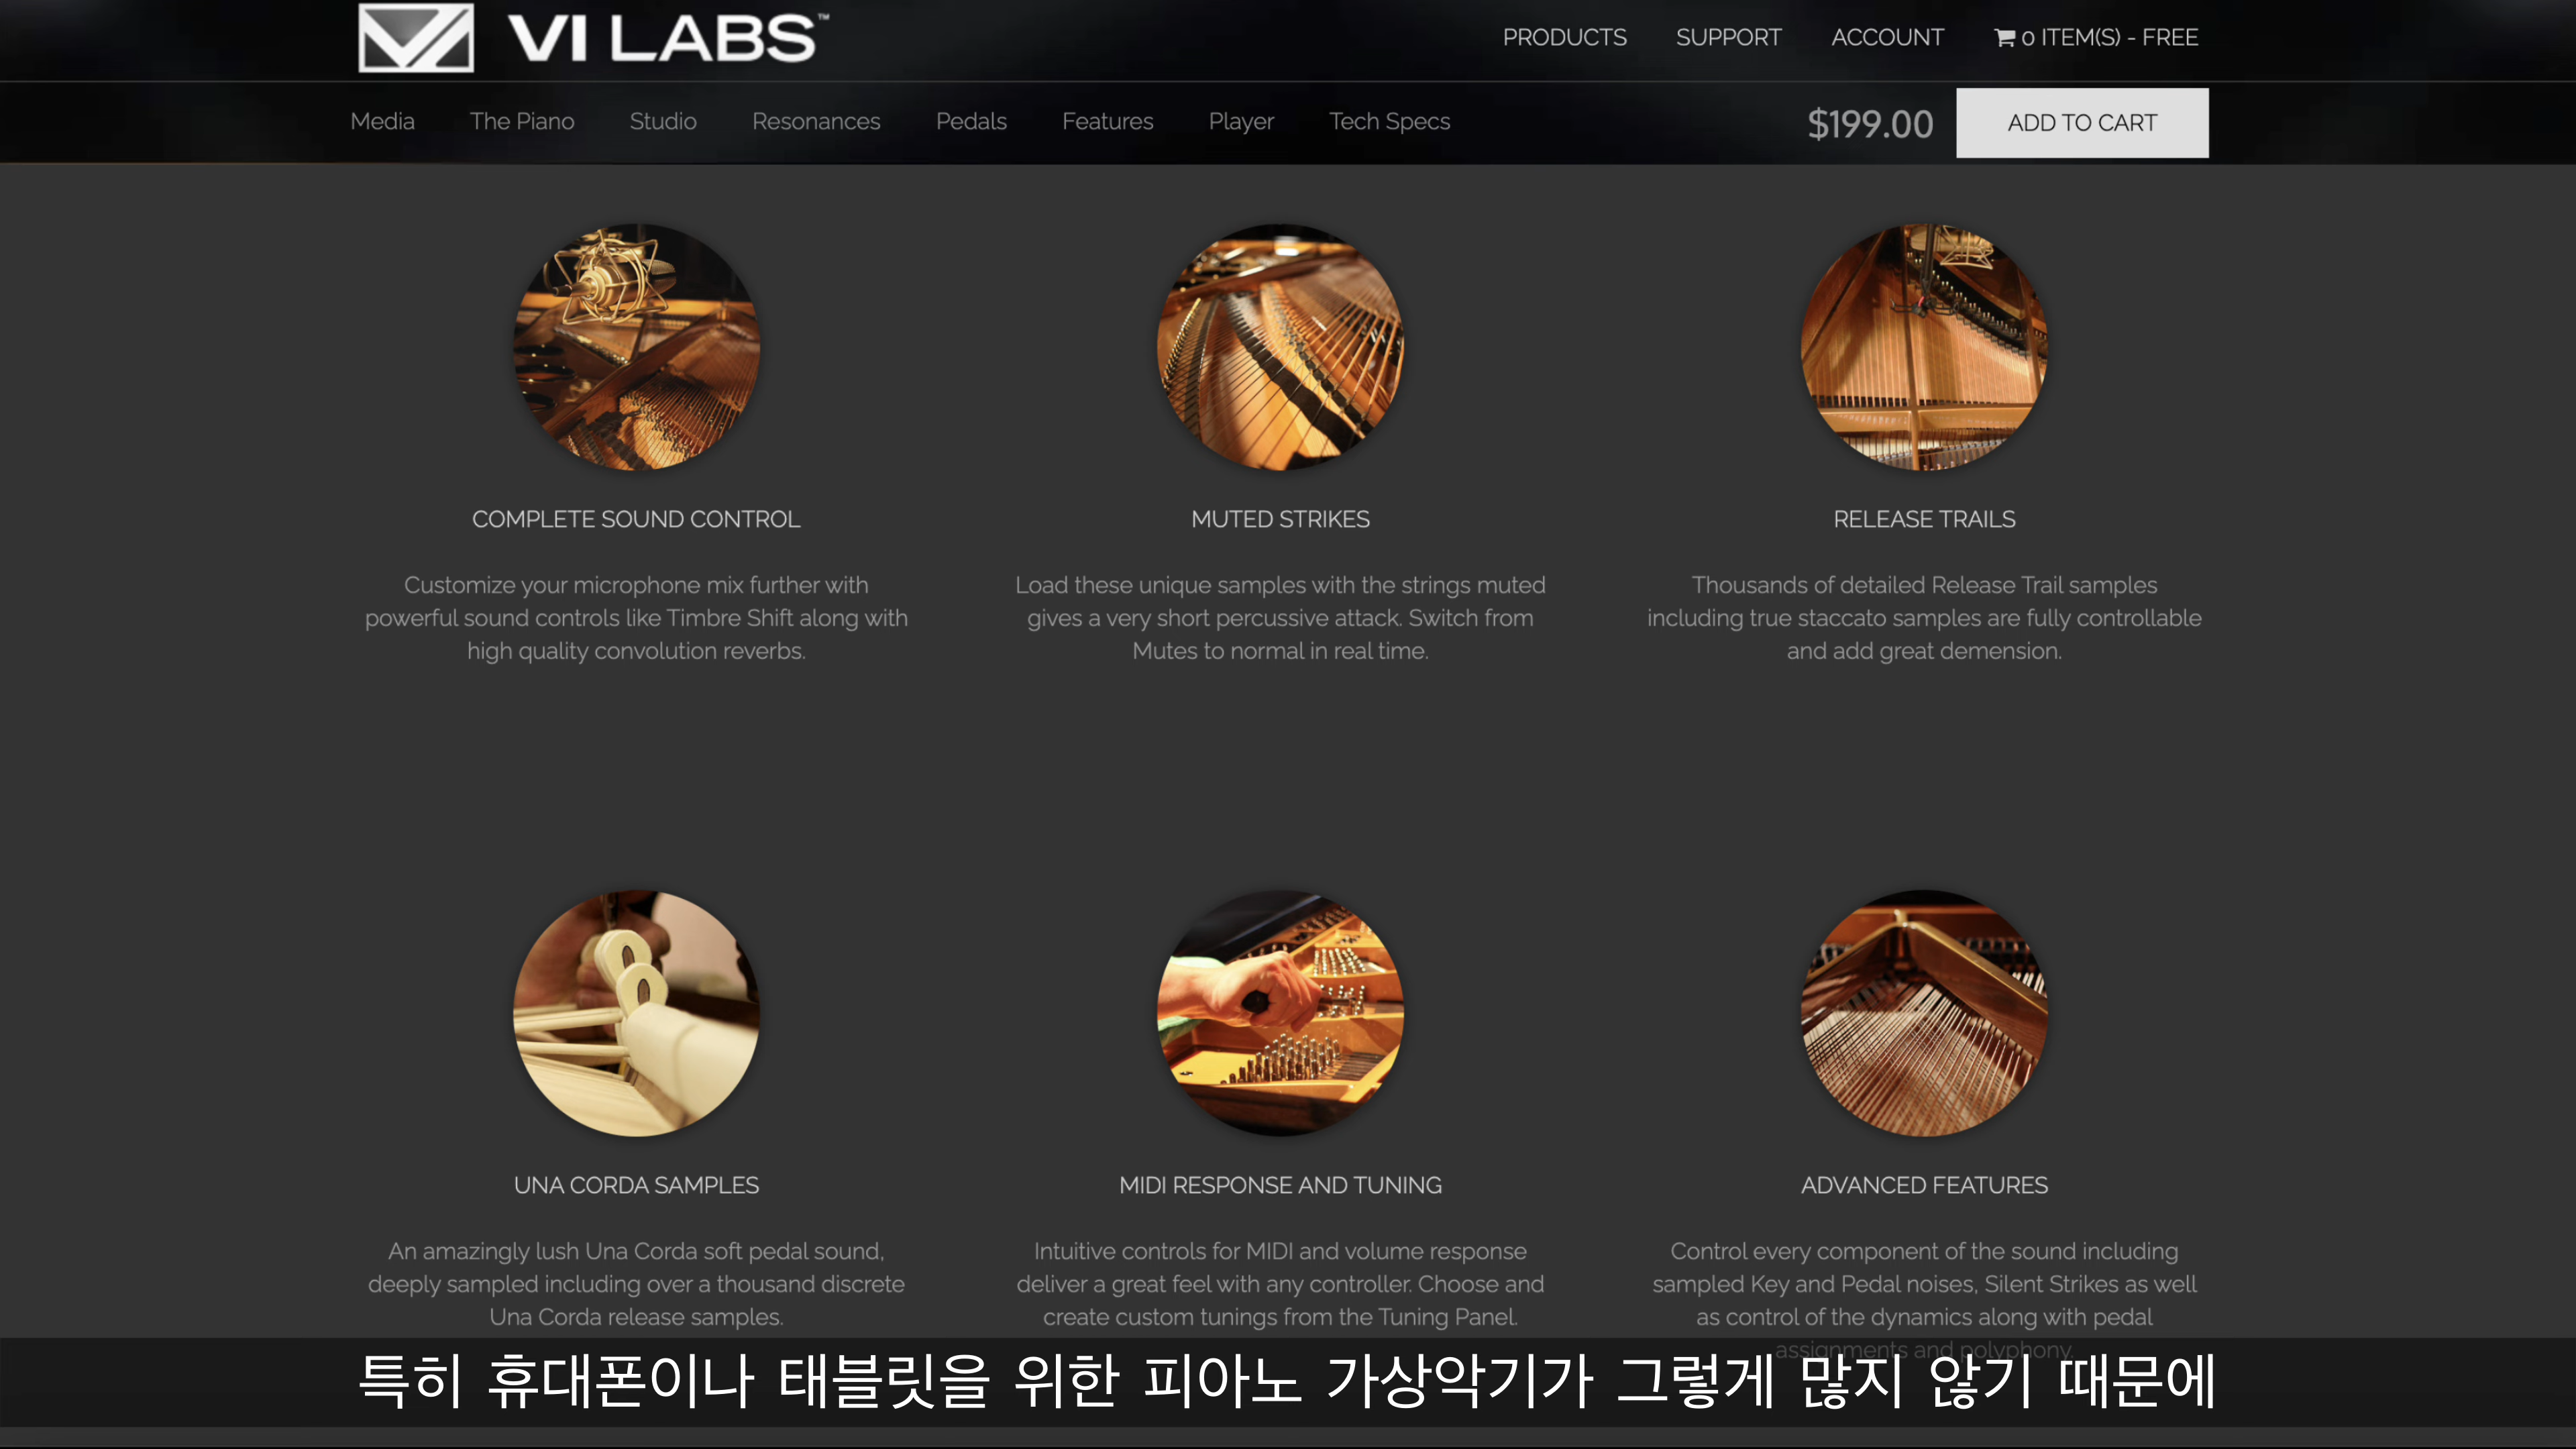 VI LABS™
PRODUCTS SUPPORT ACCOUNT 0 ITEM(S) - FREE
Media The Piano Studio Resonances Pedals Features Player Tech Specs $199.00 ADD TO CART
COMPLETE SOUND CONTROL
Customize your microphone mix further with
powerful sound controls like Timbre Shift along with
high quality convolution reverbs.
MUTED STRIKES
Load these unique samples with the strings muted
gives a very short percussive attack. Switch from
Mutes to normal in real time.
RELEASE TRAILS
Thousands of detailed Release Trail samples
including true staccato samples are fully controllable
and add great demension.
UNA CORDA SAMPLES
An amazingly lush Una Corda soft pedal sound,
deeply sampled including over a thousand discrete
Una Corda release samples.
MIDI RESPONSE AND TUNING
Intuitive controls for MIDI and volume response
deliver a great feel with any controller. Choose and
create custom tunings from the Tuning Panel.
ADVANCED FEATURES
Control every component of the sound including
sampled Key and Pedal noises, Silent Strikes as well
as control of the dynamics along with pedal
assignments and polyphony.
특히 휴대폰이나 태블릿을 위한 피아노 가상악기가 그렇게 많지 않기 때문에